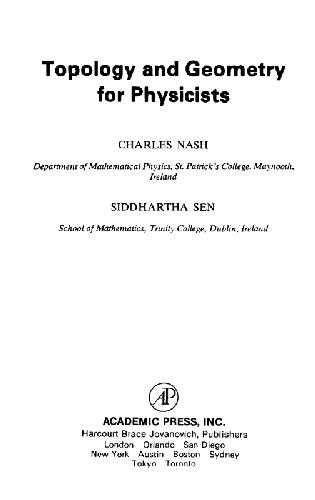 Topology and Geometry
for Physicists
CHARLES NASH
Department of Mathematical Physics, St. Patrick's College, Maynooth,
Ireland
SIDDHARTHA SEN
School of Mathematics, Trinity College, Dublin, Ireland
AP
ACADEMIC PRESS, INC.
Harcourt Brace Jovanovich, Publishers
London Orlando San Diego
New York Austin Boston Sydney
Tokyo Toronto